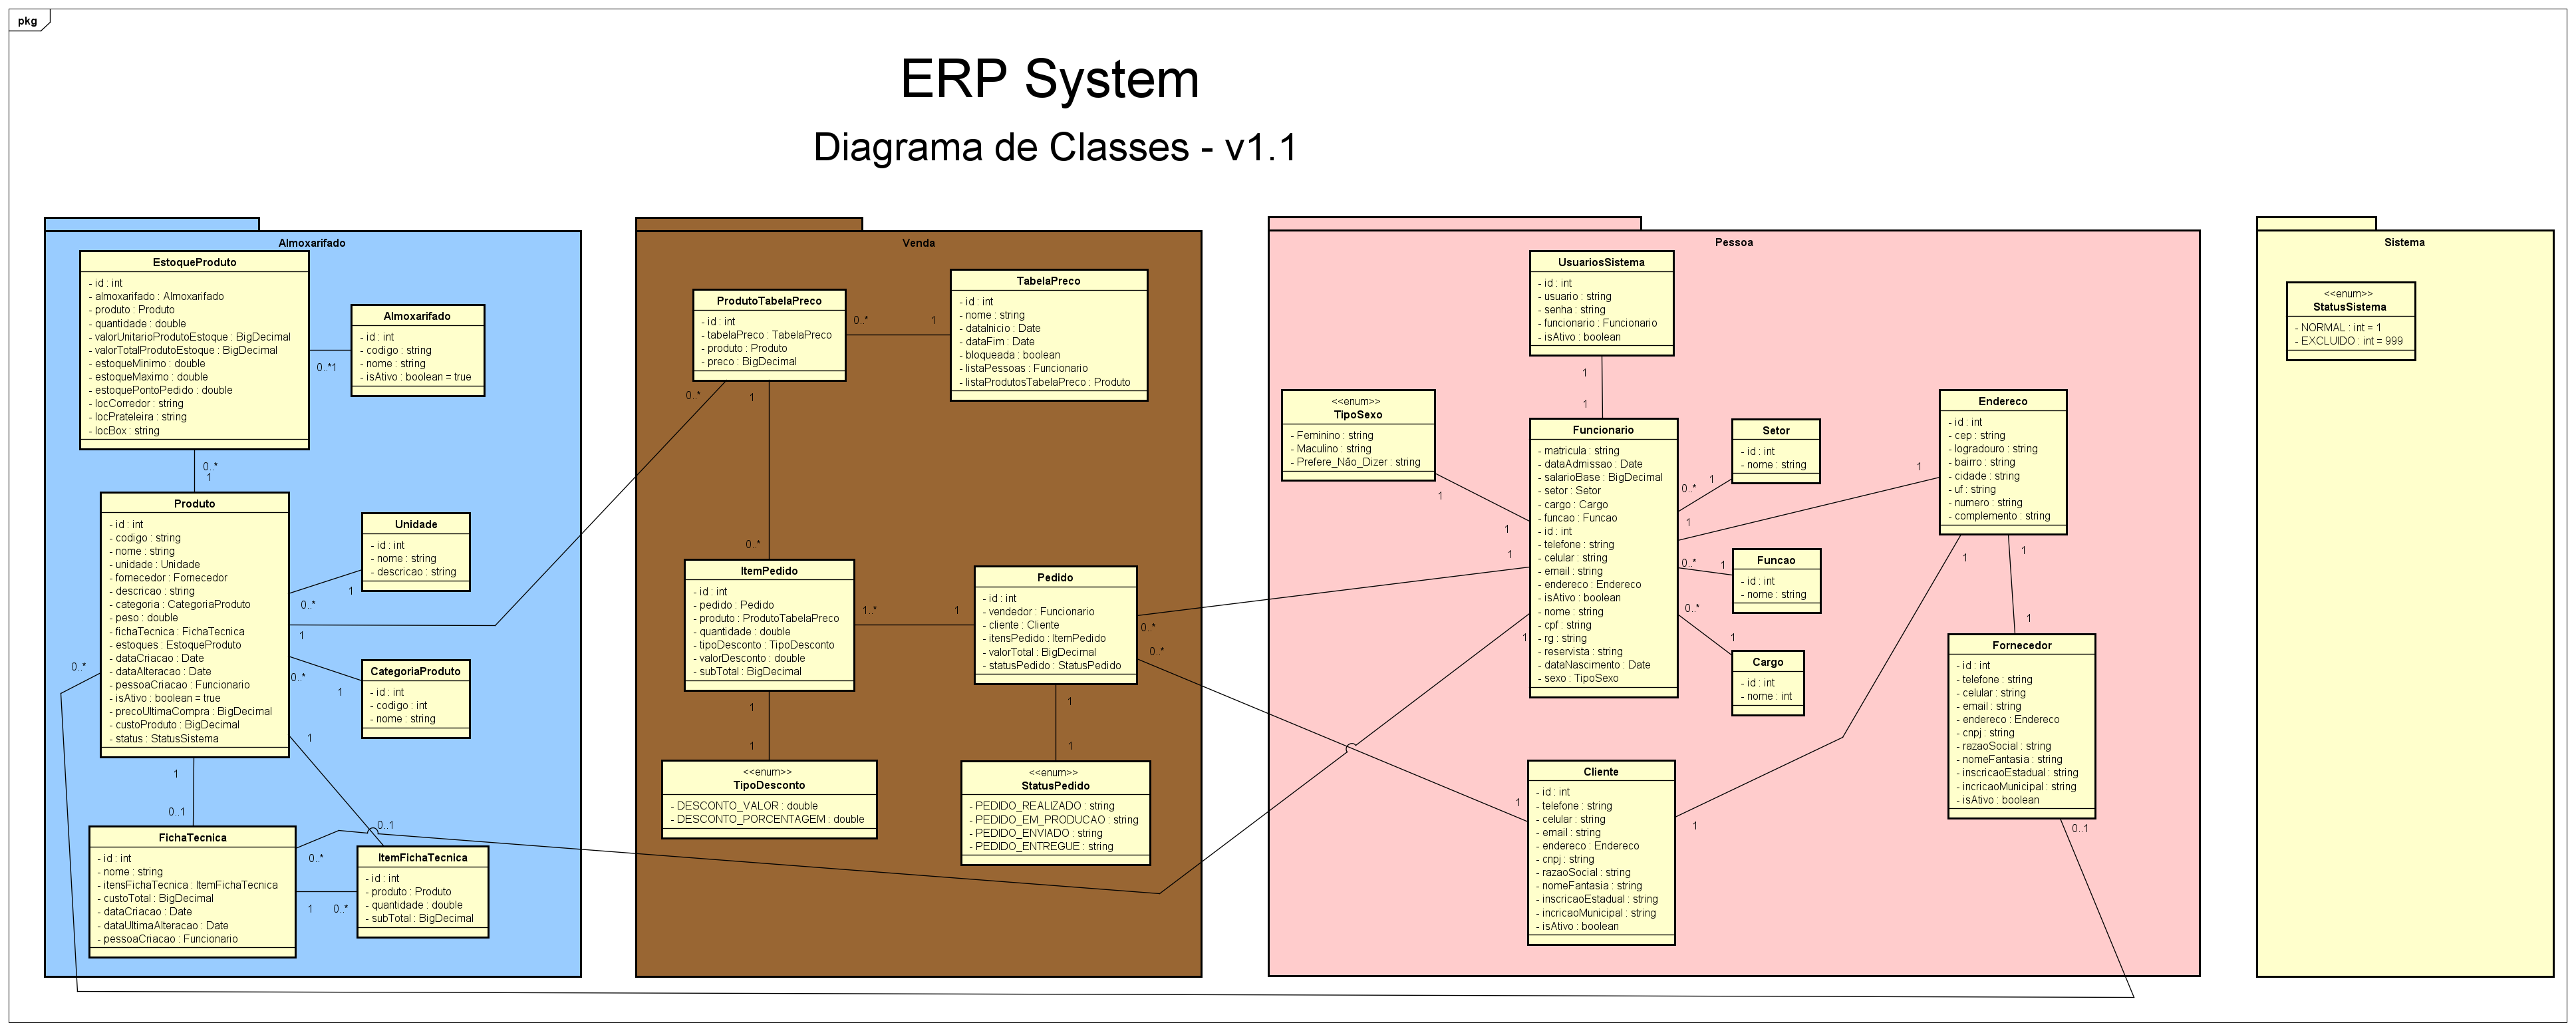 pkg
ERP System
Diagrama de Classes - v1.1
Almoxarifado
EstoqueProduto
- id : int
- almoxarifado : Almoxarifado
- produto : Produto
- quantidade : double
- valorUnitarioProdutoEstoque : BigDecimal
- valorTotalProdutoEstoque : BigDecimal
- estoqueMinimo : double
- estoqueMaximo : double
- estoquePontoPedido : double
- locCorredor : string
- locPrateleira : string
- locBox : string
0..*1
Almoxarifado
- id : int
- codigo : string
- nome : string
- isAtivo : boolean = true
0..*
1
Produto
- id : int
- codigo : string
- nome : string
- unidade : Unidade
- fornecedor : Fornecedor
- descricao : string
- categoria : CategoriaProduto
- peso : double
- fichaTecnica : FichaTecnica
- estoques : EstoqueProduto
- dataCriacao : Date
- dataAlteracao : Date
- pessoaCriacao : Funcionario
- isAtivo : boolean = true
- precoUltimaCompra : BigDecimal
- custoProduto : BigDecimal
- status : StatusSistema
Unidade
- id : int
- nome : string
- descricao : string
1
0..*
1
0..*
0..*
1
CategoriaProduto
- id : int
- codigo : int
- nome : string
1
1
0..1
0..1
FichaTecnica
- id : int
- nome : string
- itensFichaTecnica : ItemFichaTecnica
- custoTotal : BigDecimal
- dataCriacao : Date
- dataUltimaAlteracao : Date
- pessoaCriacao : Funcionario
0..*
1
0..*
ItemFichaTecnica
- id : int
- produto : Produto
- quantidade : double
- subTotal : BigDecimal
Venda
ProdutoTabelaPreco
- id : int
- tabelaPreco : TabelaPreco
- produto : Produto
- preco : BigDecimal
0..*
1
TabelaPreco
- id : int
- nome : string
- dataInicio : Date
- dataFim : Date
- bloqueada : boolean
- listaPessoas : Funcionario
- listaProdutosTabelaPreco : Produto
0..*
1
0..*
ItemPedido
- id : int
- pedido : Pedido
- produto : ProdutoTabelaPreco
- quantidade : double
- tipoDesconto : TipoDesconto
- valorDesconto : double
- subTotal : BigDecimal
1..*
1
Pedido
- id : int
- vendedor : Funcionario
- cliente : Cliente
- itensPedido : ItemPedido
- valorTotal : BigDecimal
- statusPedido : StatusPedido
0..*
0..*
1
1
1
1
<<enum>>
TipoDesconto
- DESCONTO_VALOR : double
- DESCONTO_PORCENTAGEM : double
<<enum>>
StatusPedido
- PEDIDO_REALIZADO : string
- PEDIDO_EM_PRODUCAO : string
- PEDIDO_ENVIADO : string
- PEDIDO_ENTREGUE : string
Pessoa
UsuariosSistema
- id : int
- usuario : string
- senha : string
- funcionario : Funcionario
- isAtivo : boolean
1
1
<<enum>>
TipoSexo
- Feminino : string
- Maculino : string
- Prefere_Não_Dizer : string
1
1
1
1
Funcionario
- matricula : string
- dataAdmissao : Date
- salarioBase : BigDecimal
- setor : Setor
- cargo : Cargo
- funcao : Funcao
- id : int
- telefone : string
- celular : string
- email : string
- endereco : Endereco
- isAtivo : boolean
- nome : string
- cpf : string
- rg : string
- reservista : string
- dataNascimento : Date
- sexo : TipoSexo
Setor
- id : int
- nome : string
0..*
1
1
1
0..*
1
Funcao
- id : int
- nome : string
0..*
1
Cargo
- id : int
- nome : int
Endereco
- id : int
- cep : string
- logradouro : string
- bairro : string
- cidade : string
- uf : string
- numero : string
- complemento : string
1
1
1
Fornecedor
- id : int
- telefone : string
- celular : string
- email : string
- endereco : Endereco
- cnpj : string
- razaoSocial : string
- nomeFantasia : string
- inscricaoEstadual : string
- incricaoMunicipal : string
- isAtivo : boolean
0..1
1
1
Cliente
- id : int
- telefone : string
- celular : string
- email : string
- endereco : Endereco
- cnpj : string
- razaoSocial : string
- nomeFantasia : string
- inscricaoEstadual : string
- incricaoMunicipal : string
- isAtivo : boolean
Sistema
<<enum>>
StatusSistema
- NORMAL : int = 1
- EXCLUIDO : int = 999